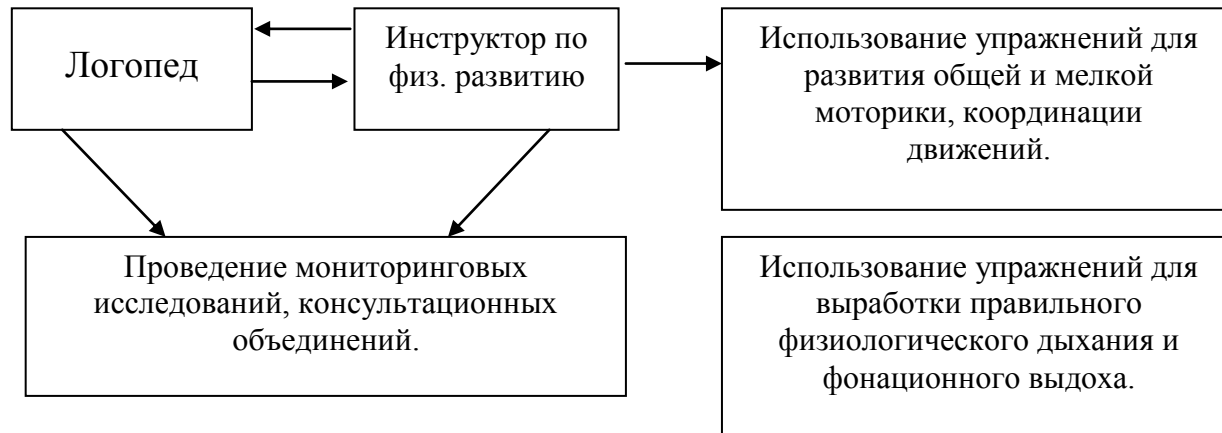 Логопед
Инструктор по
физ. развитию
Использование упражнений для
развития общей и мелкой
моторики, координации
движений.
Проведение мониторинговых
исследований, консультационных
объединений.
Использование упражнений для
выработки правильного
физиологического дыхания и
фонационного выдоха.